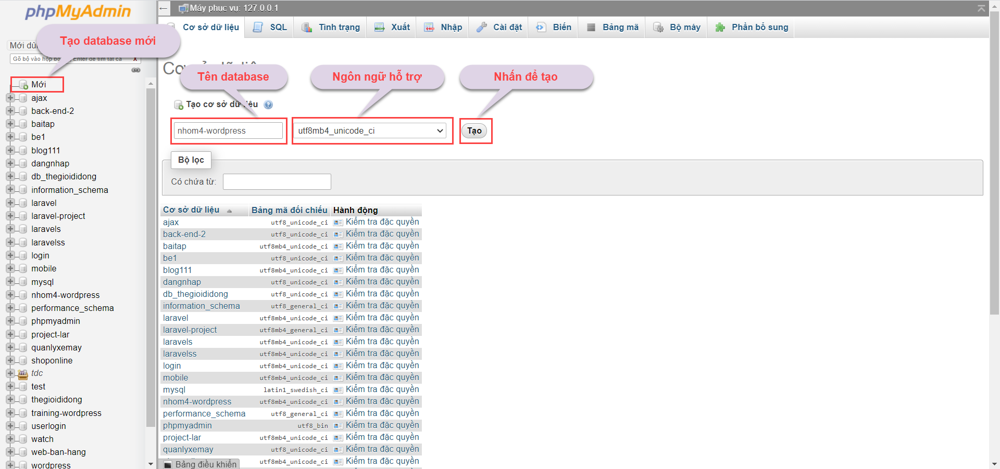 phpMyAdmin
Máy phục vụ: 127.0.0.1
Cơ sở dữ liệu
SQL
Tình trạng
Xuất
Nhập
Cài đặt
Biến
Bảng mã
Bộ máy
Phần bổ sung
Tạo database mới
Mới
Gõ bộ vào hộp
Enter để tìm tất cả
X
Mới
ajax
back-end-2
baitap
be1
blog111
dangnhap
db_thegioididong
information_schema
laravel
laravel-project
laravels
laravelss
login
mobile
mysql
nhom4-wordpress
performance_schema
phpmyadmin
project-lar
quanlyxemay
shoponline
tdc
test
thegioididong
training-wordpress
userlogin
watch
web-ban-hang
wordpress
Tên database
Ngôn ngữ hỗ trợ
Nhấn để tạo
Tạo cơ sở dữ liệu
nhom4-wordpress
utf8mb4_unicode_ci
Tạo
Bộ lọc
Có chứa từ:
Cơ sở dữ liệu Bảng mã đối chiếu Hành động
ajax utf8_unicode_ci Kiểm tra đặc quyền
back-end-2 utf8_unicode_ci Kiểm tra đặc quyền
baitap utf8mb4_unicode_ci Kiểm tra đặc quyền
be1 utf8_unicode_ci Kiểm tra đặc quyền
blog111 utf8mb4_unicode_ci Kiểm tra đặc quyền
dangnhap utf8_unicode_ci Kiểm tra đặc quyền
db_thegioididong utf8_unicode_ci Kiểm tra đặc quyền
information_schema utf8_general_ci Kiểm tra đặc quyền
laravel utf8mb4_unicode_ci Kiểm tra đặc quyền
laravel-project utf8mb4_general_ci Kiểm tra đặc quyền
laravels utf8mb4_unicode_ci Kiểm tra đặc quyền
laravelss utf8mb4_unicode_ci Kiểm tra đặc quyền
login utf8mb4_unicode_ci Kiểm tra đặc quyền
mobile utf8mb4_unicode_ci Kiểm tra đặc quyền
mysql latin1_swedish_ci Kiểm tra đặc quyền
nhom4-wordpress utf8mb4_unicode_ci Kiểm tra đặc quyền
performance_schema utf8_general_ci Kiểm tra đặc quyền
phpmyadmin utf8_bin Kiểm tra đặc quyền
project-lar utf8mb4_unicode_ci Kiểm tra đặc quyền
quanlyxemay utf8_unicode_ci Kiểm tra đặc quyền
utf8mb4_unicode_ci Kiểm tra đặc quyền
Bảng điều khiển